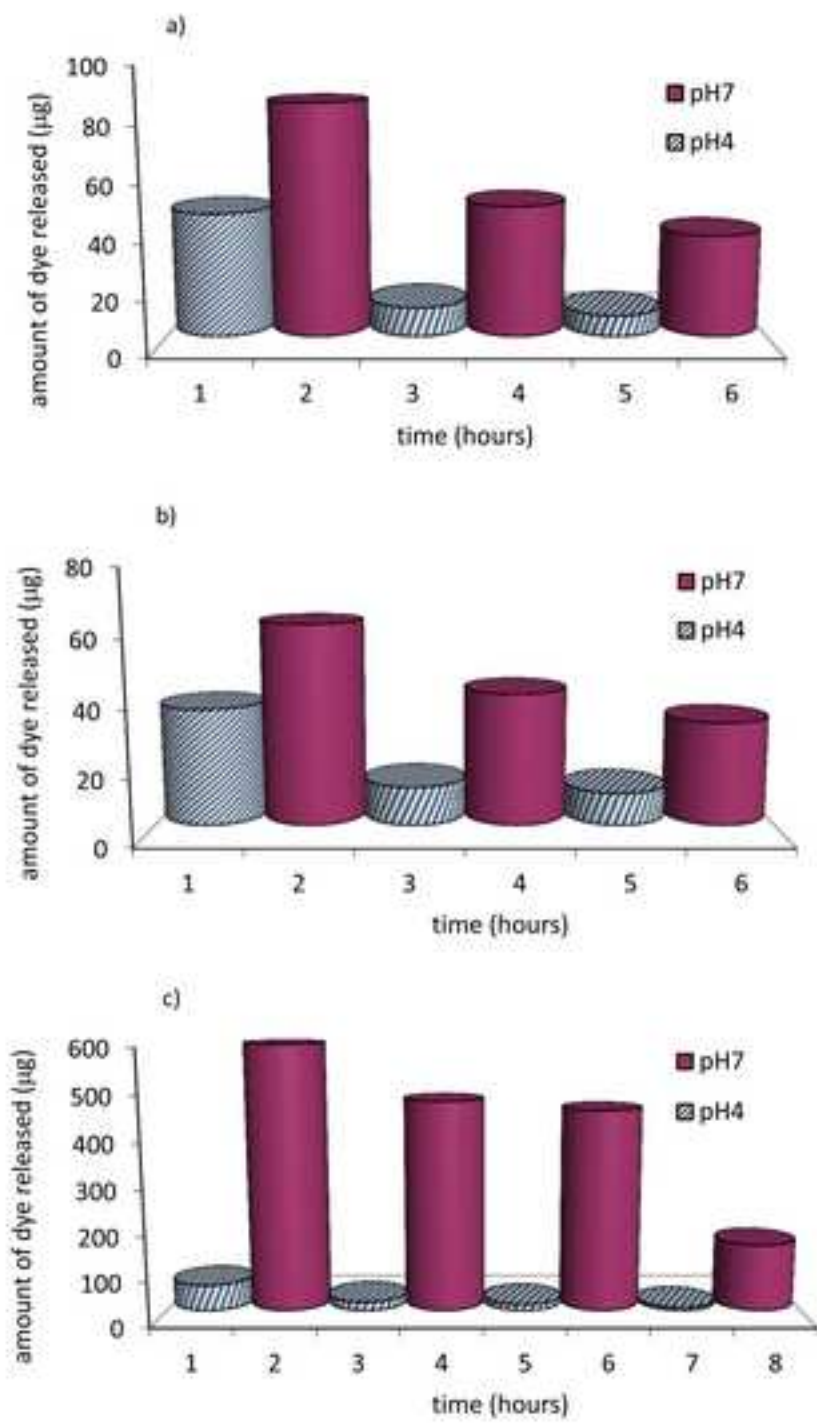 a)
amount of dye released (µg)
100
80
60
40
20
0
pH7
pH4
1 2 3 4 5 6
time (hours)
b)
amount of dye released (µg)
80
60
40
20
0
pH7
pH4
1 2 3 4 5 6
time (hours)
c)
amount of dye released (µg)
600
500
400
300
200
100
0
pH7
pH4
1 2 3 4 5 6 7 8
time (hours)